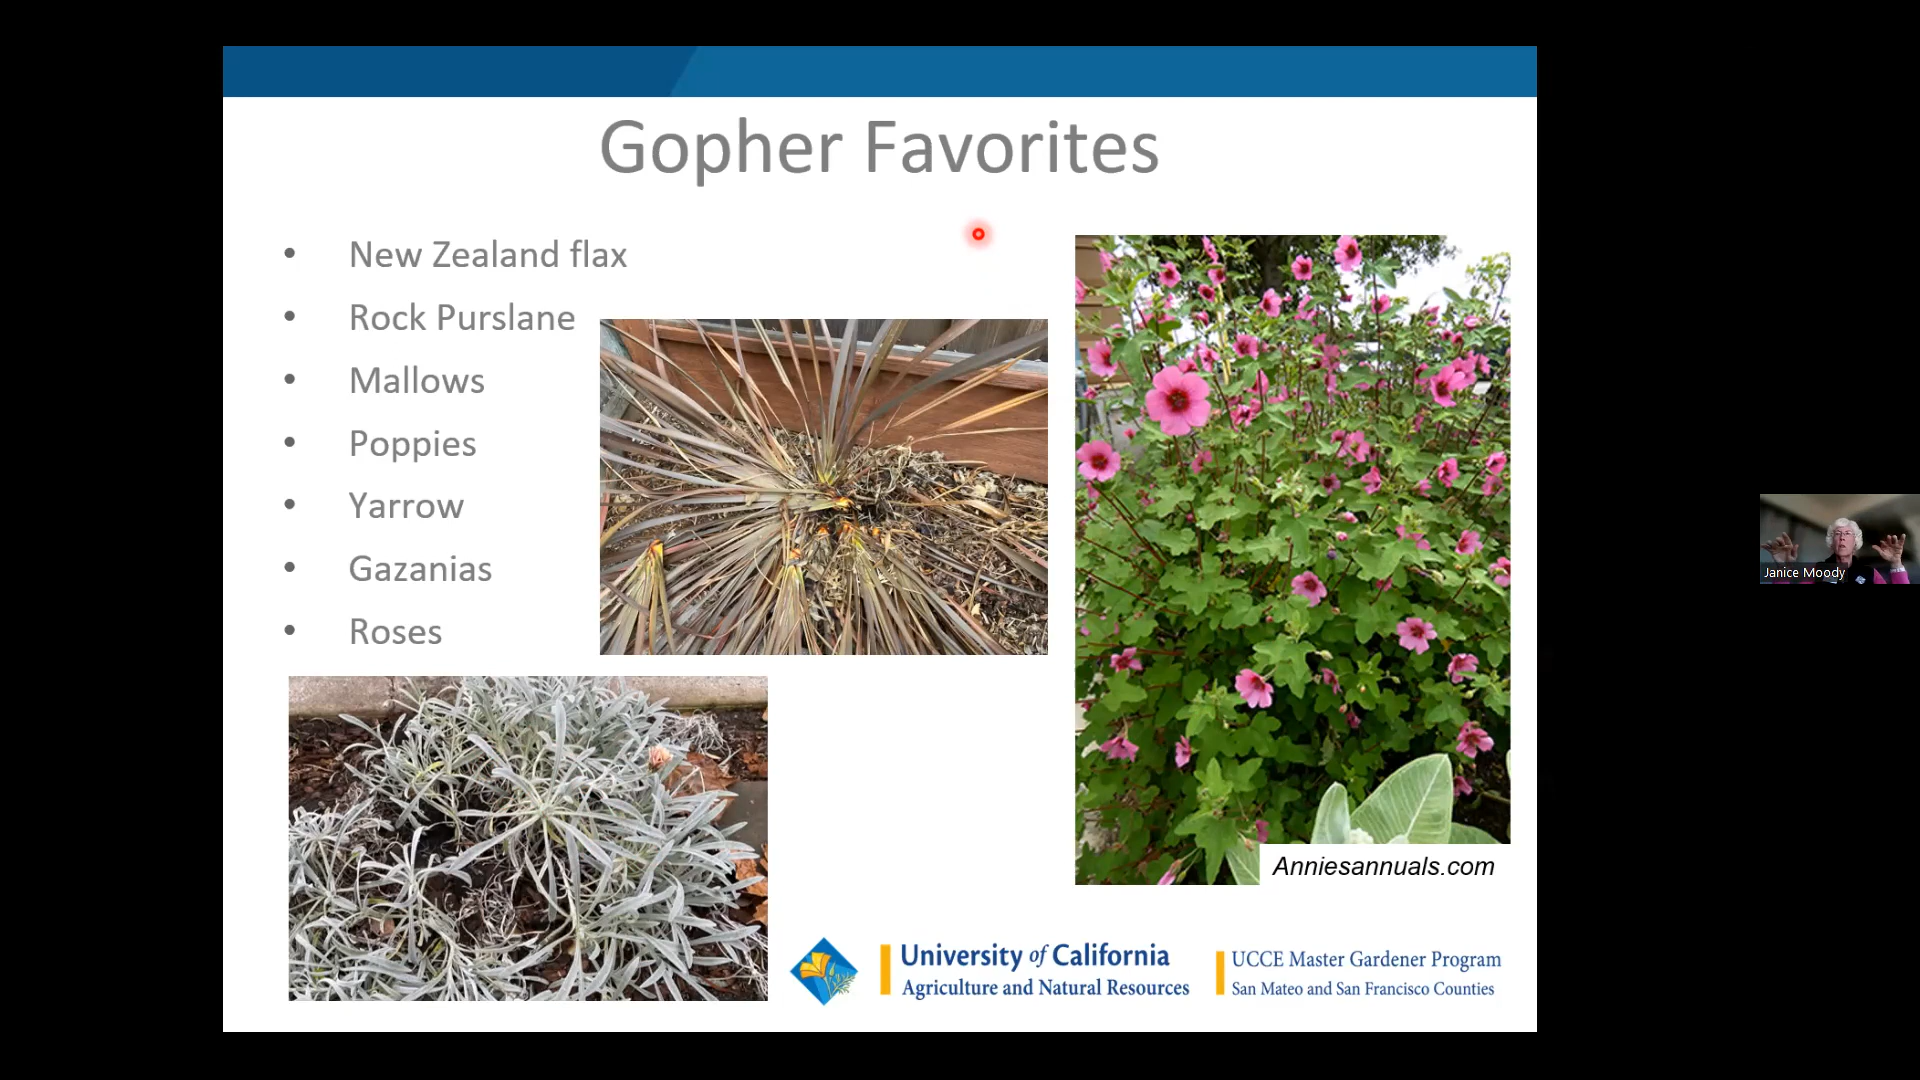 Gopher Favorites
• New Zealand flax
• Rock Purslane
• Mallows
• Poppies
• Yarrow
• Gazanias
• Roses
Anniesannuals.com
University of California
Agriculture and Natural Resources
UCCE Master Gardener Program
San Mateo and San Francisco Counties
Janice Moody